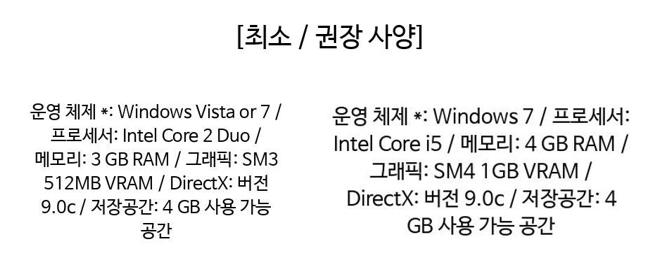 [최소 / 권장 사양]
운영 체제 *: Windows Vista or 7 /
프로세서: Intel Core 2 Duo /
메모리: 3 GB RAM / 그래픽: SM3
512MB VRAM / DirectX: 버전
9.0c / 저장공간: 4 GB 사용 가능
공간
운영 체제 *: Windows 7 / 프로세서:
Intel Core i5 / 메모리: 4 GB RAM /
그래픽: SM4 1GB VRAM /
DirectX: 버전 9.0c / 저장공간: 4
GB 사용 가능 공간